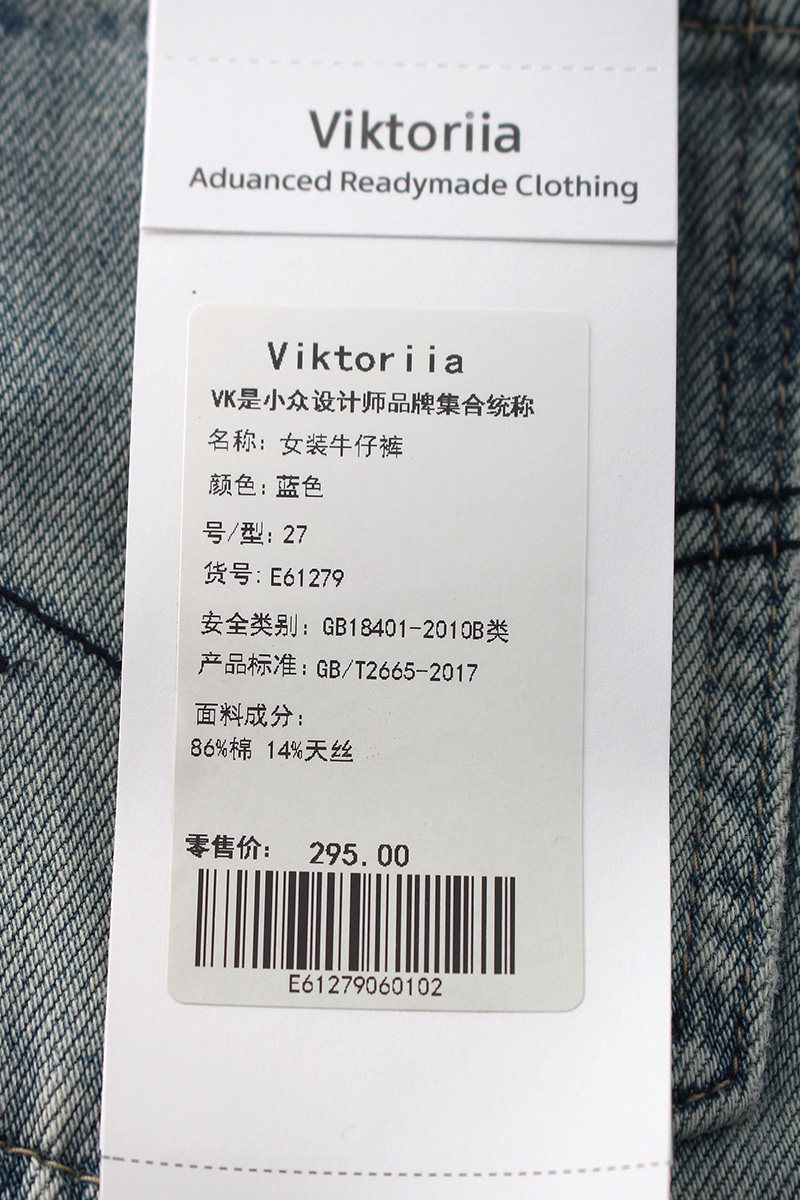 Viktoriia
Aduanced Readymade Clothing
Viktoriia
VK是小众设计师品牌集合统称
名称: 女装牛仔裤
颜色: 蓝色
号/型: 27
货号: E61279
安全类别: GB18401-2010B类
产品标准: GB/T2665-2017
面料成分:
86%棉 14%天丝
零售价: 295.00
E61279060102